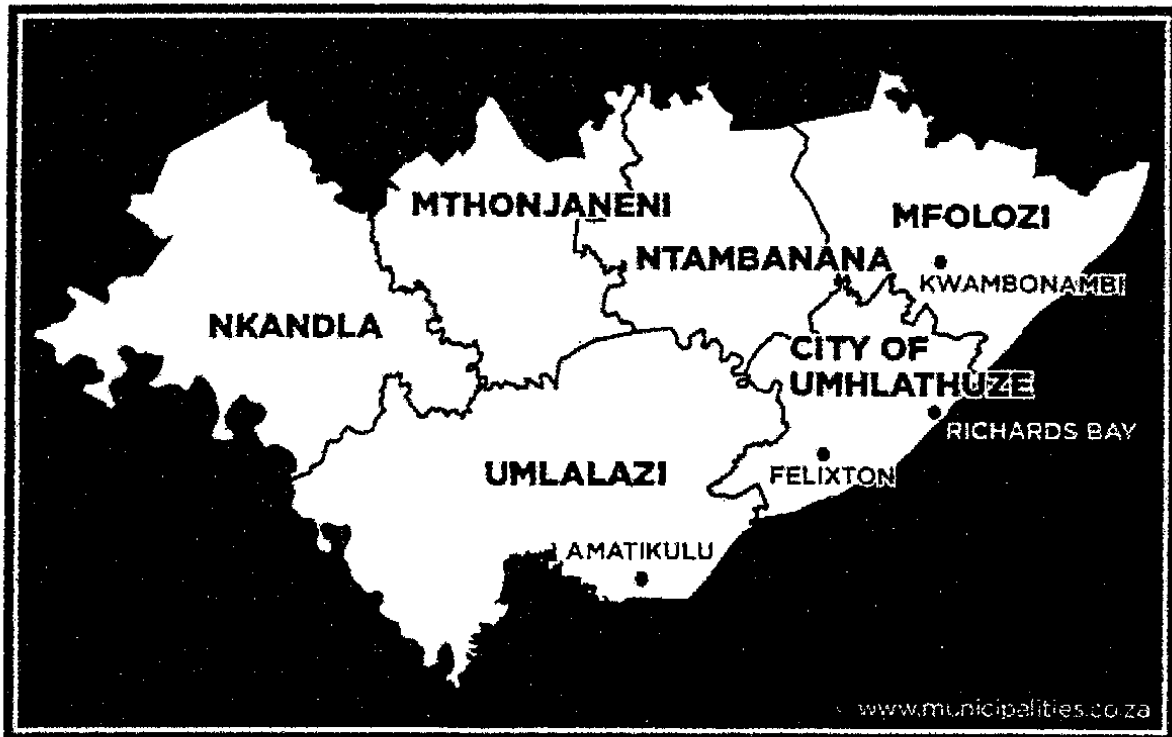 MTHONJANENI
MFOLOZI
NTAMBANANA
KWAMBONAMBI
NKANDLA
CITY OF
UMHLATHUZE
RICHARDS BAY
UMLALAZI
FELIXTON
AMATIKULU
www.municipalities.co.za